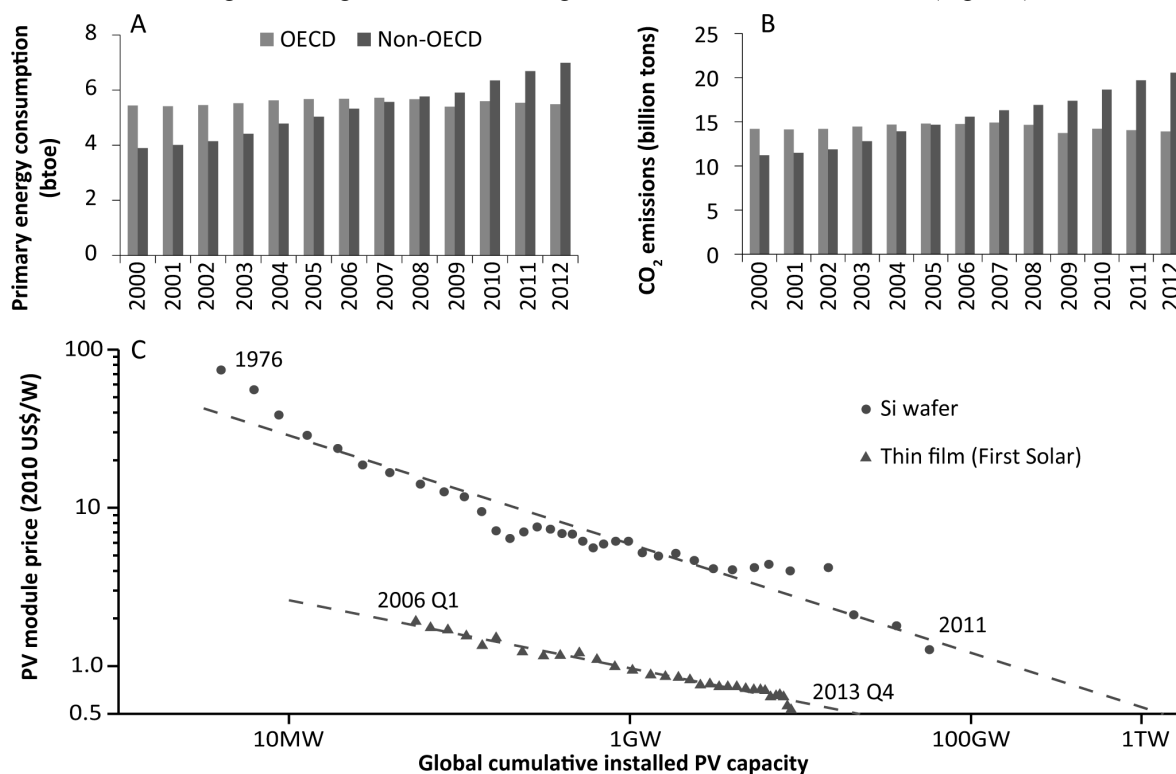 A
Primary energy consumption
(btoe)
8
6
4
2
0
OECD Non-OECD
2000 2001 2002 2003 2004 2005 2006 2007 2008 2009 2010 2011 2012
B
CO2 emissions (billion tons)
25
20
15
10
5
0
2000 2001 2002 2003 2004 2005 2006 2007 2008 2009 2010 2011 2012
C
PV module price (2010 US$/W)
100
10
1.0
0.5
1976
Si wafer
Thin film (First Solar)
2006 Q1
2011
2013 Q4
10MW 1GW 100GW 1TW
Global cumulative installed PV capacity